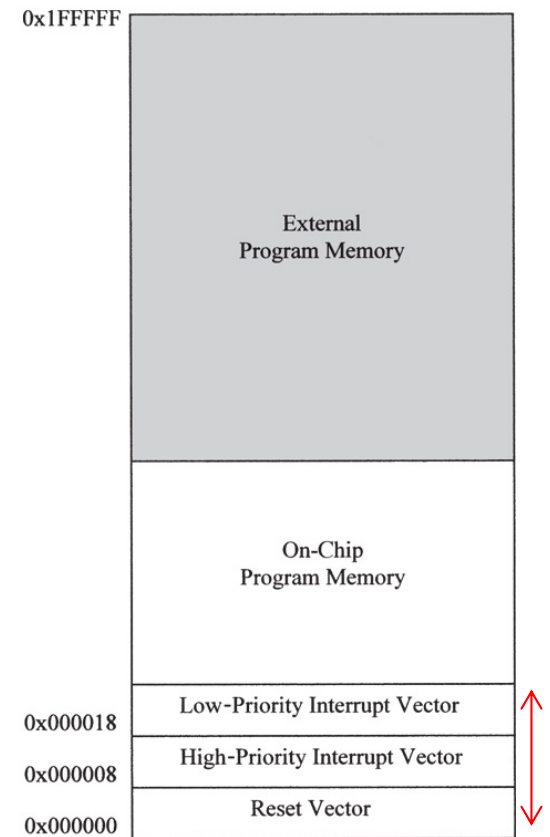 0x1FFFFF
External
Program Memory
On-Chip
Program Memory
Low-Priority Interrupt Vector
0x000018
High-Priority Interrupt Vector
0x000008
Reset Vector
0x000000